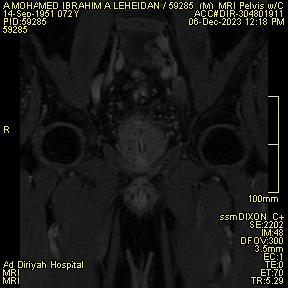 A MOHAMED IBRAHIM A LEHEIDAN / 59285 (M) MRI Pelvis w/C
14-Sep-1951 072Y ACC#DIR-304801911
PID:59285 06-Dec-2023 12:18 PM
59285
R
100mm
ssmDIXON_C+
SE:2202
IM:48
DFOV:300
3.5mm
Ad Diriyah Hospital EC:1
MRI TE:0
MRI ET:70
TR:5.29